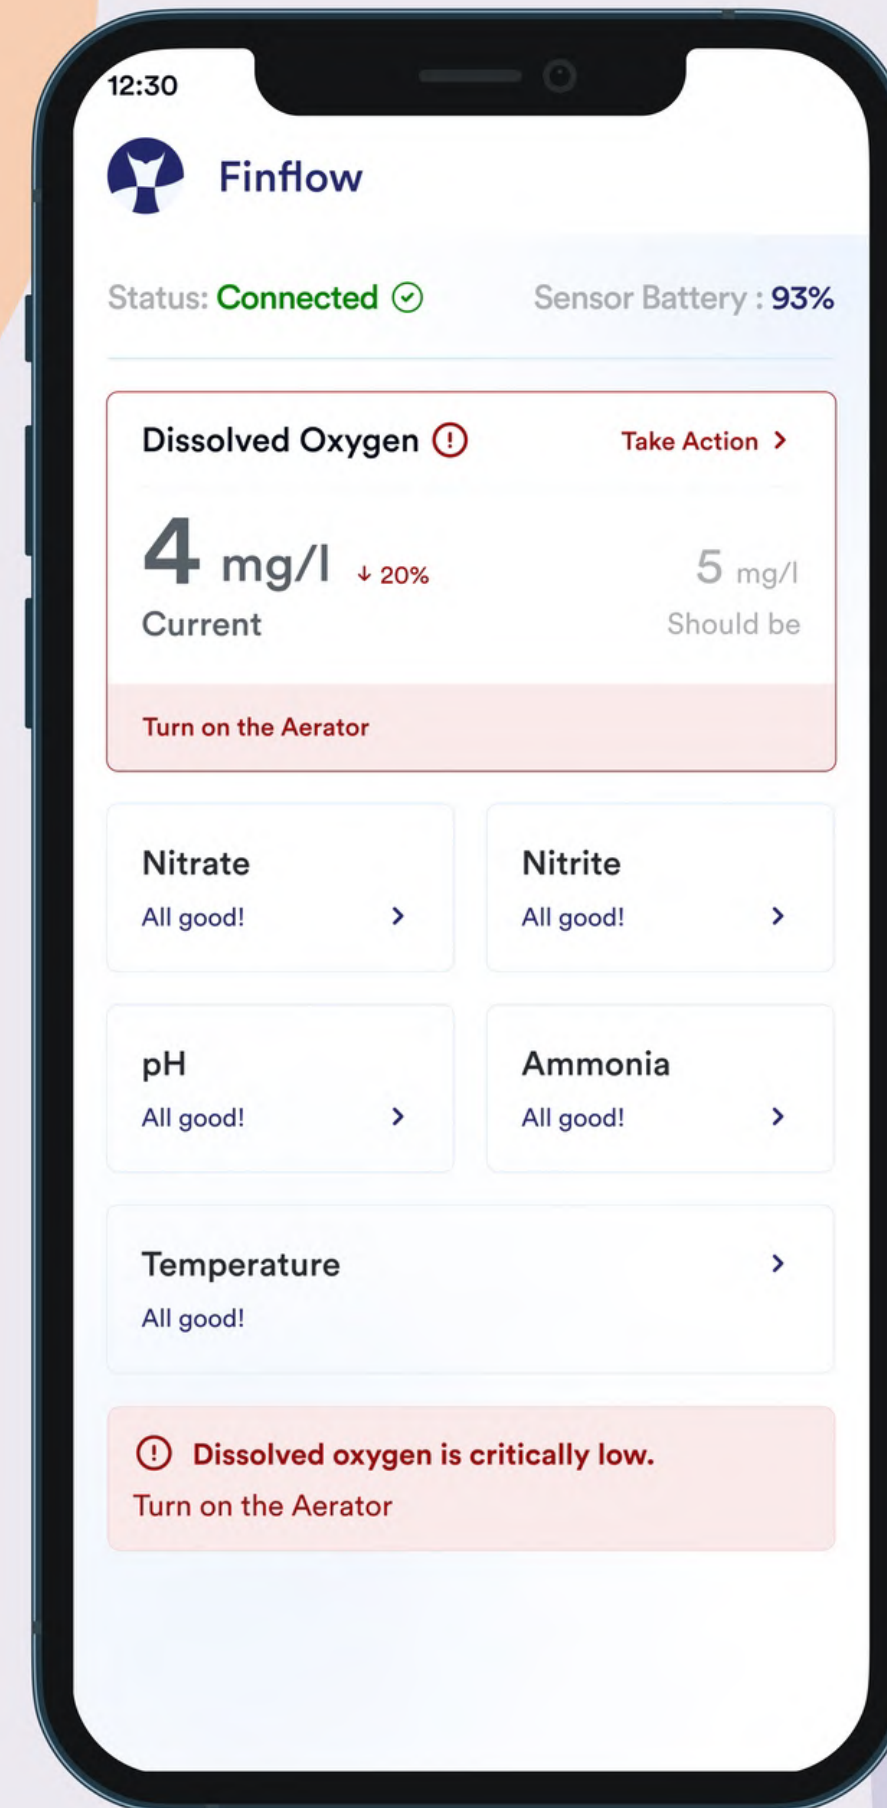 12:30
Finflow
Status: Connected
Sensor Battery : 93%
Dissolved Oxygen
Take Action >
4 mg/l ↓ 20%
5 mg/l
Current
Should be
Turn on the Aerator
Nitrate
Nitrite
All good! >
All good! >
pH
Ammonia
All good! >
All good! >
Temperature >
All good!
Dissolved oxygen is critically low.
Turn on the Aerator